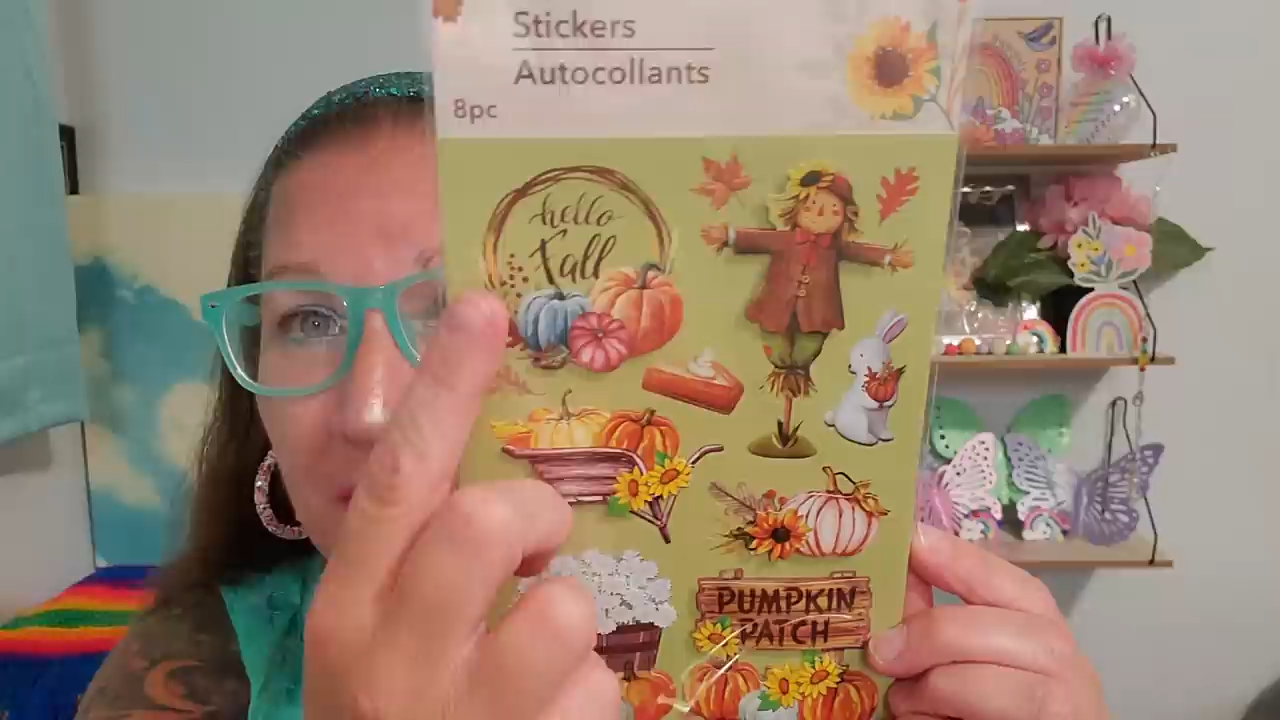 Stickers
Autocollants
8pc
hello
Fall
PUMPKIN
PATCH